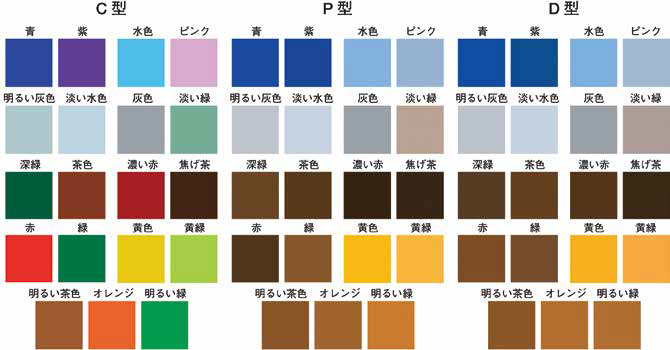 C型 P型 D型
青 紫 水色 ピンク 青 紫 水色 ピンク 青 紫 水色 ピンク
明るい灰色 淡い水色 灰色 淡い緑 明るい灰色 淡い水色 灰色 淡い緑 明るい灰色 淡い水色 灰色 淡い緑
深緑 茶色 濃い赤 焦げ茶 深緑 茶色 濃い赤 焦げ茶 深緑 茶色 濃い赤 焦げ茶
赤 緑 黄色 黄緑 赤 緑 黄色 黄緑 赤 緑 黄色 黄緑
明るい茶色 オレンジ 明るい緑 明るい茶色 オレンジ 明るい緑 明るい茶色 オレンジ 明るい緑